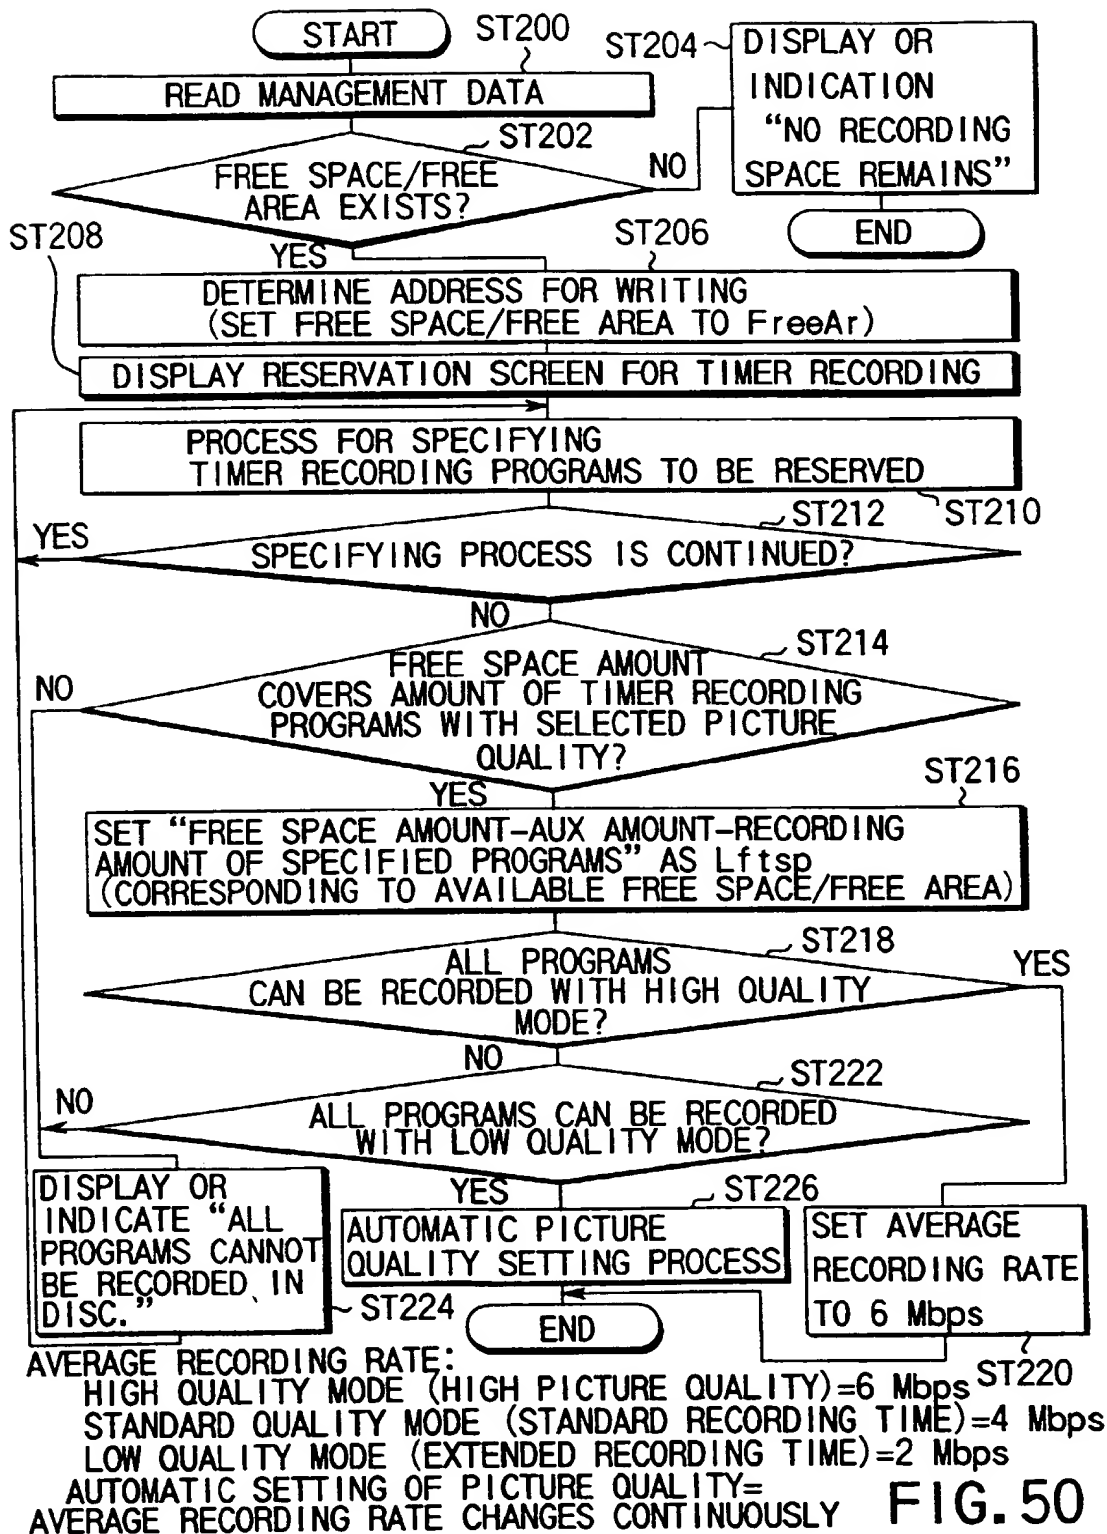 START
ST200
READ MANAGEMENT DATA
ST202
FREE SPACE/FREE
AREA EXISTS?
NO
ST204
DISPLAY OR
INDICATION
“NO RECORDING
SPACE REMAINS”
END
YES
ST206
DETERMINE ADDRESS FOR WRITING
(SET FREE SPACE/FREE AREA TO FreeAr)
ST208
DISPLAY RESERVATION SCREEN FOR TIMER RECORDING
PROCESS FOR SPECIFYING
TIMER RECORDING PROGRAMS TO BE RESERVED
ST210
ST212
YES
SPECIFYING PROCESS IS CONTINUED?
NO
ST214
NO
FREE SPACE AMOUNT
COVERS AMOUNT OF TIMER RECORDING
PROGRAMS WITH SELECTED PICTURE
QUALITY?
YES
ST216
SET “FREE SPACE AMOUNT-AUX AMOUNT-RECORDING
AMOUNT OF SPECIFIED PROGRAMS” AS Lftsp
(CORRESPONDING TO AVAILABLE FREE SPACE/FREE AREA)
ST218
ALL PROGRAMS
CAN BE RECORDED WITH HIGH QUALITY
MODE?
YES
NO
ST222
NO
ALL PROGRAMS CAN BE RECORDED
WITH LOW QUALITY MODE?
YES
DISPLAY OR
INDICATE “ALL
PROGRAMS CANNOT
BE RECORDED IN
DISC.”
ST224
ST226
AUTOMATIC PICTURE
QUALITY SETTING PROCESS
END
SET AVERAGE
RECORDING RATE
TO 6 Mbps
ST220
AVERAGE RECORDING RATE:
HIGH QUALITY MODE (HIGH PICTURE QUALITY)=6 Mbps
STANDARD QUALITY MODE (STANDARD RECORDING TIME)=4 Mbps
LOW QUALITY MODE (EXTENDED RECORDING TIME)=2 Mbps
AUTOMATIC SETTING OF PICTURE QUALITY=
AVERAGE RECORDING RATE CHANGES CONTINUOUSLY
FIG. 50